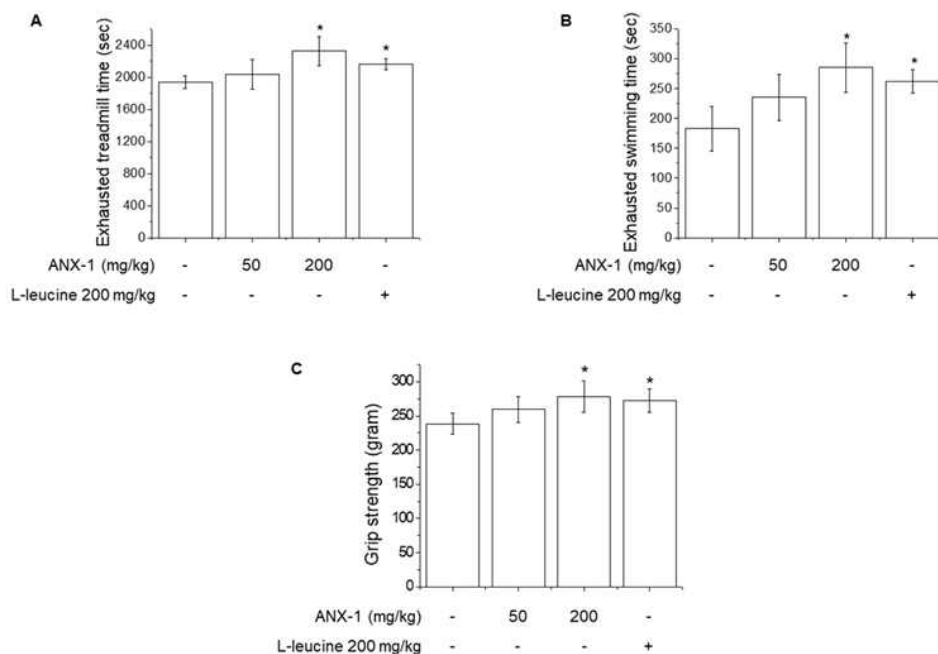 A
Exhausted treadmill time (sec)
2400
2000
1600
1200
800
400
0
* *
ANX-1 (mg/kg) - 50 200 -
L-leucine 200 mg/kg - - - +
B
Exhausted swimming time (sec)
350
300
250
200
150
100
50
0
* *
ANX-1 (mg/kg) - 50 200 -
L-leucine 200 mg/kg - - - +
C
Grip strength (gram)
300
250
200
150
100
50
0
* *
ANX-1 (mg/kg) - 50 200 -
L-leucine 200 mg/kg - - - +